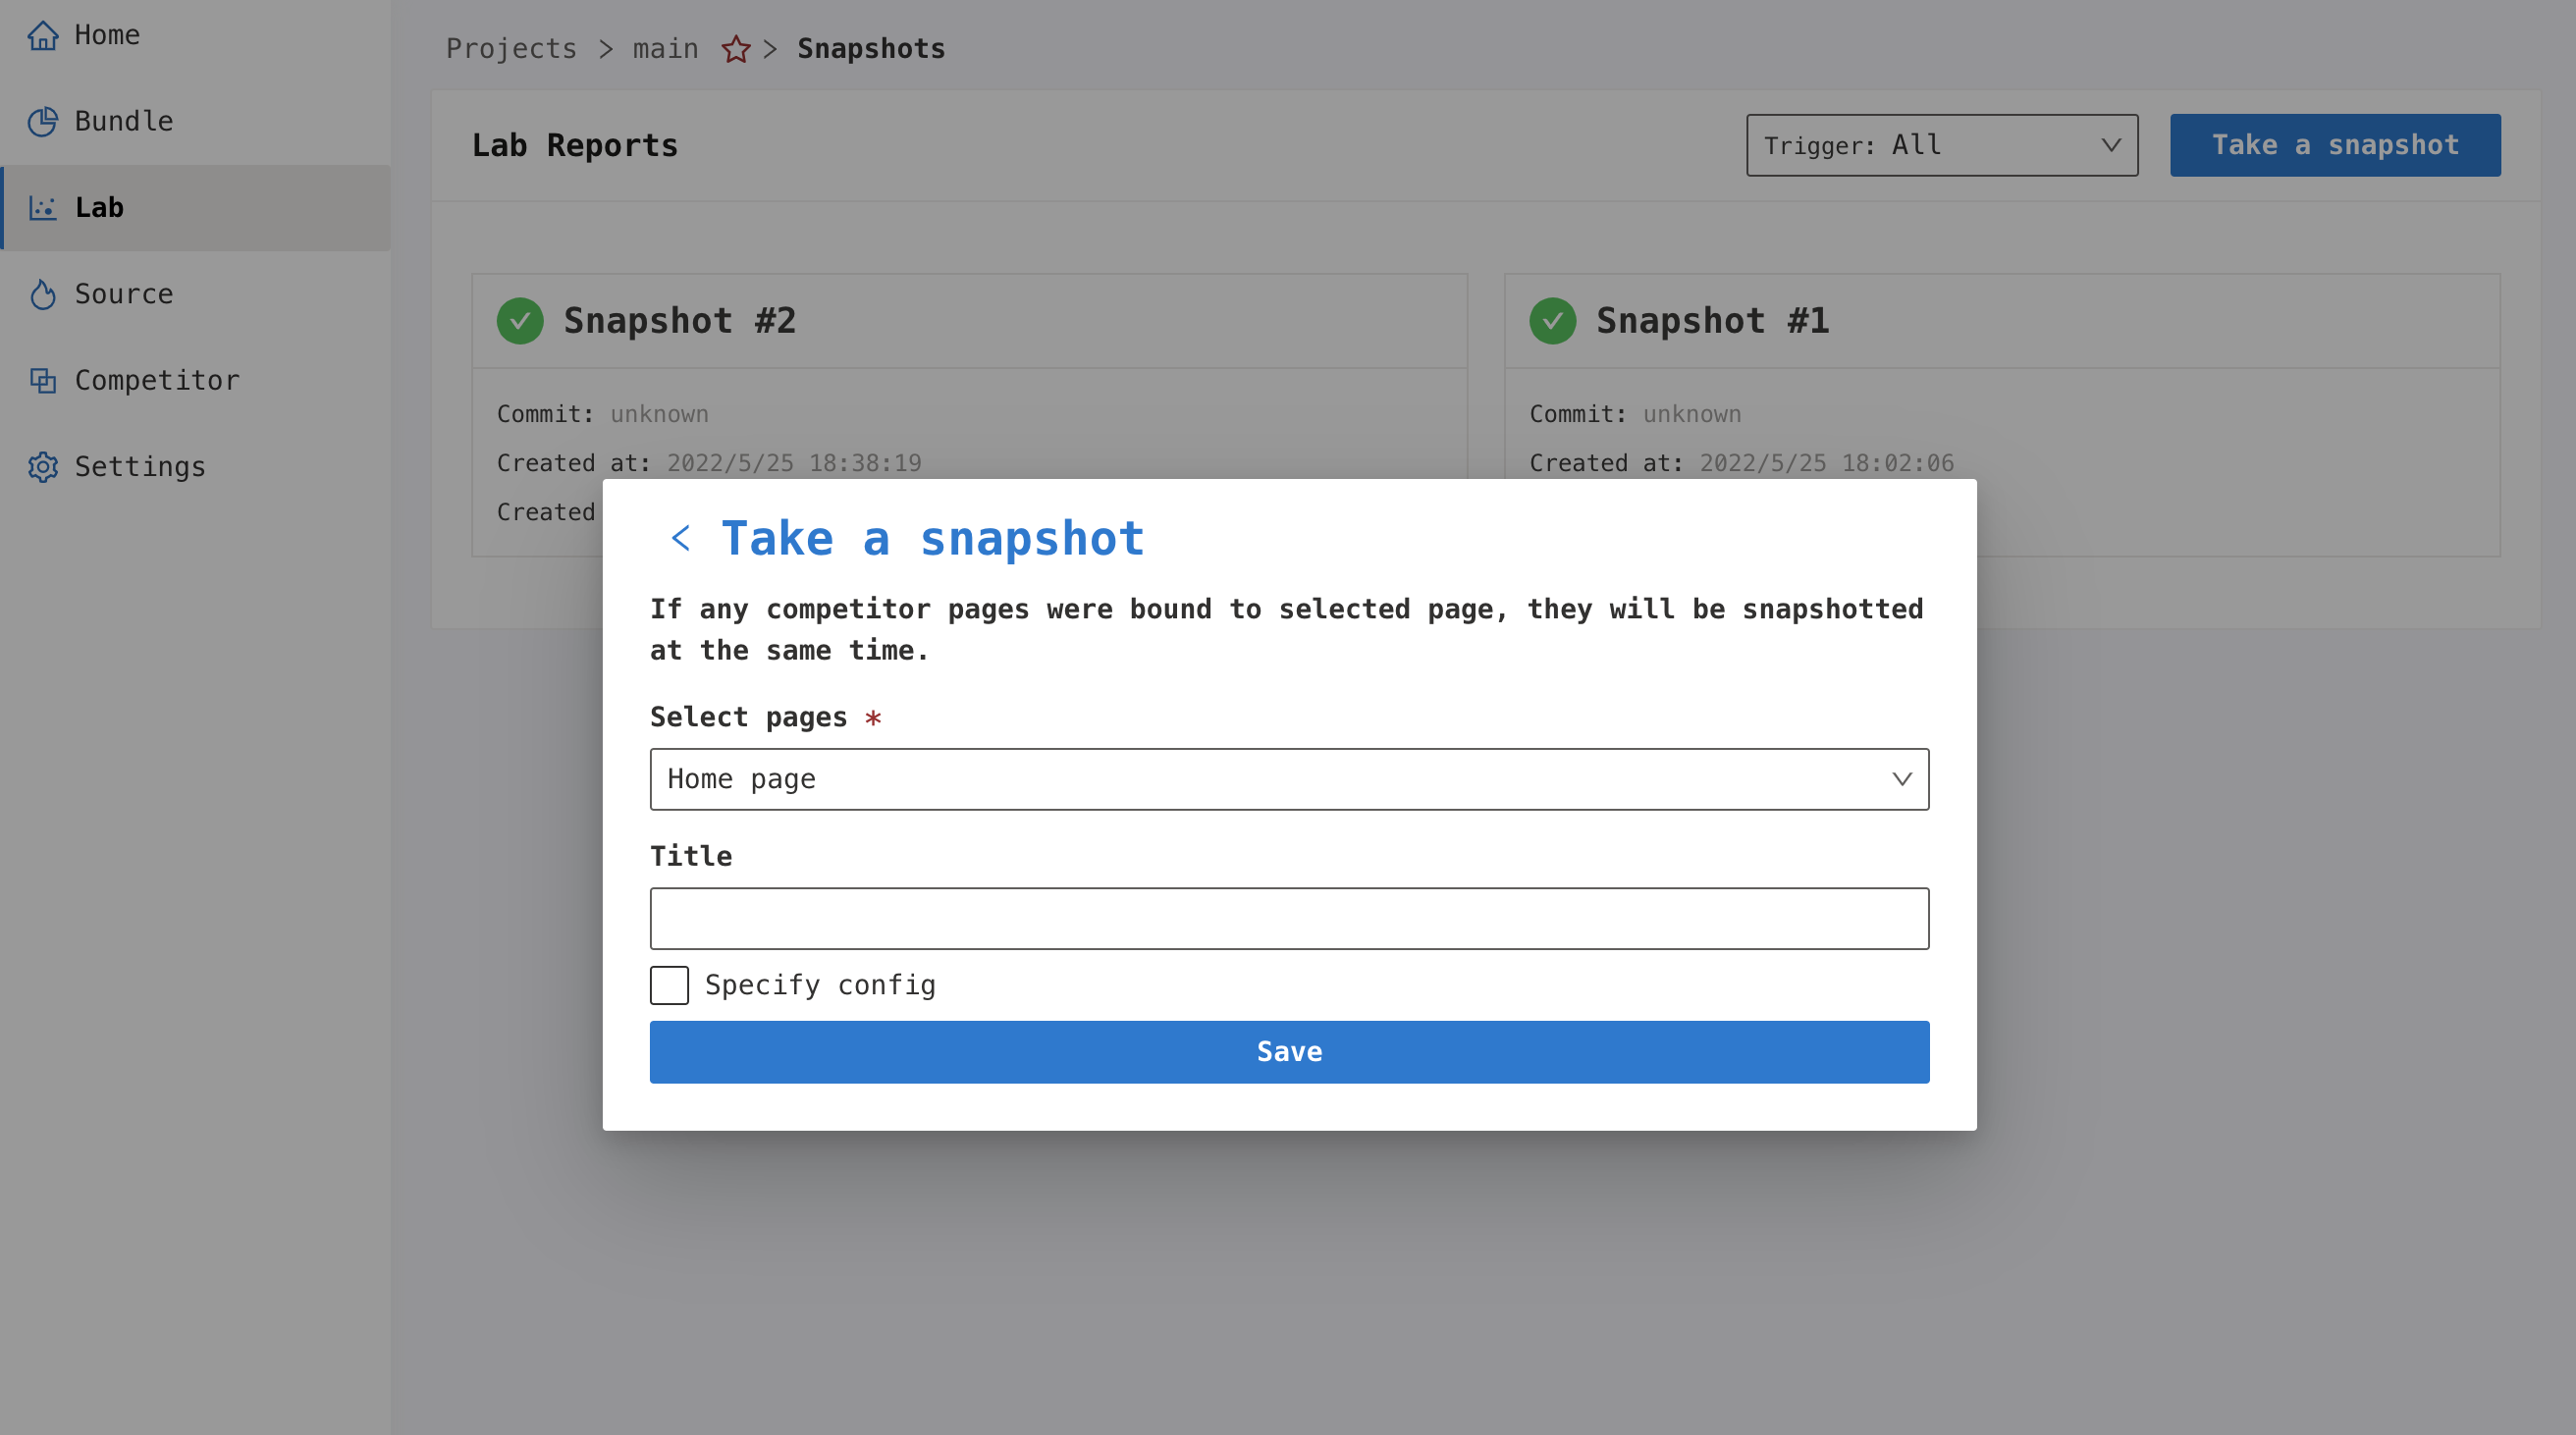 Home
Bundle
Lab
Source
Competitor
Settings
Projects > main > Snapshots
Lab Reports
Trigger: All
Take a snapshot
Snapshot #2
Commit: unknown
Created at: 2022/5/25 18:38:19
Created
Snapshot #1
Commit: unknown
Created at: 2022/5/25 18:02:06
Take a snapshot
If any competitor pages were bound to selected page, they will be snapshotted
at the same time.
Select pages *
Home page
Title
Specify config
Save